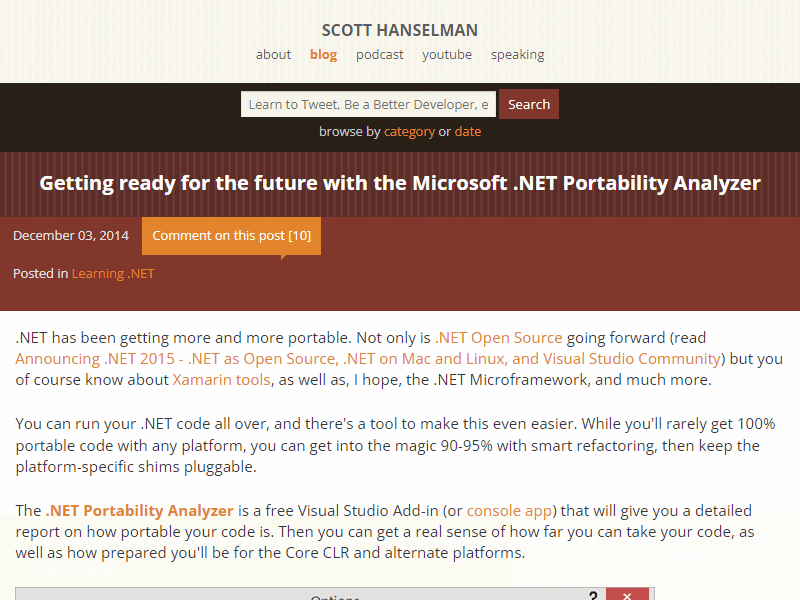 SCOTT HANSELMAN
about blog podcast youtube speaking
Learn to Tweet, Be a Better Developer, e Search
browse by category or date
Getting ready for the future with the Microsoft .NET Portability Analyzer
December 03, 2014 Comment on this post [10]
Posted in Learning .NET
.NET has been getting more and more portable. Not only is .NET Open Source going forward (read
Announcing .NET 2015 - .NET as Open Source, .NET on Mac and Linux, and Visual Studio Community) but you
of course know about Xamarin tools, as well as, I hope, the .NET Microframework, and much more.
You can run your .NET code all over, and there's a tool to make this even easier. While you'll rarely get 100%
portable code with any platform, you can get into the magic 90-95% with smart refactoring, then keep the
platform-specific shims pluggable.
The .NET Portability Analyzer is a free Visual Studio Add-in (or console app) that will give you a detailed
report on how portable your code is. Then you can get a real sense of how far you can take your code, as
well as how prepared you'll be for the Core CLR and alternate platforms.
Options ?